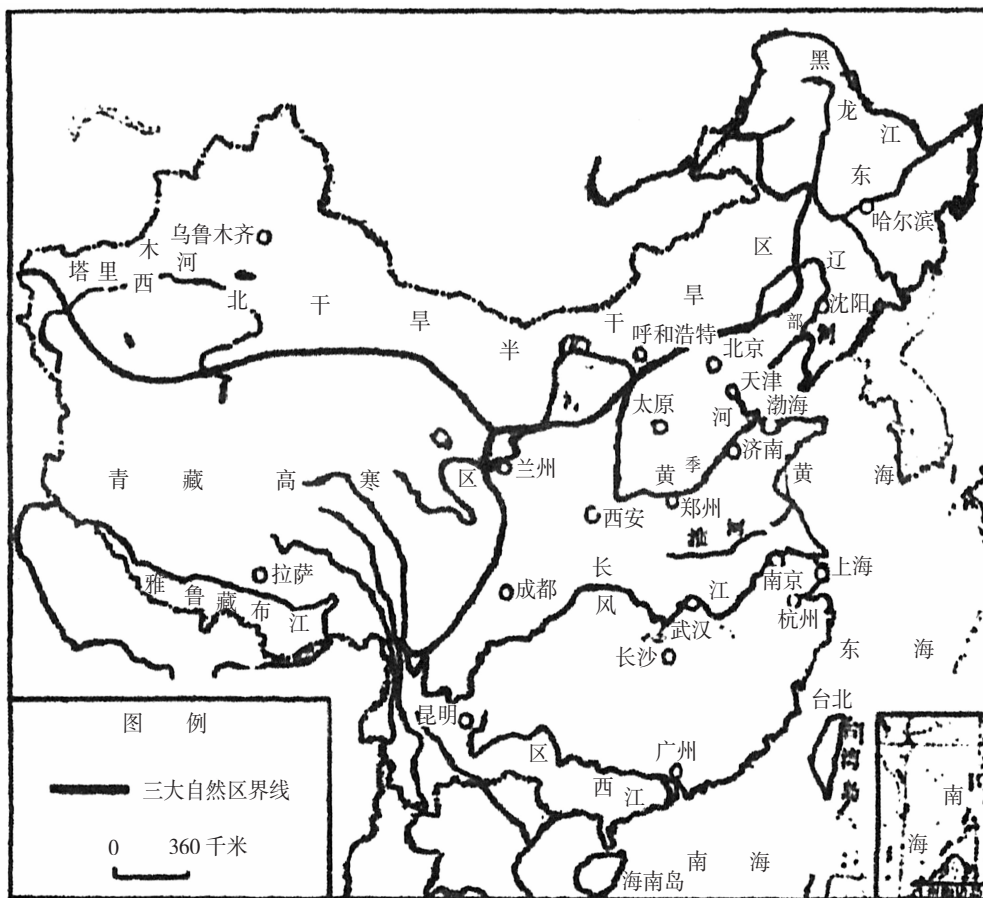 黑龙江
东
哈尔滨
乌鲁木齐
塔里木河
西北
干旱
半
干旱
区
辽
沈阳
部
呼和浩特
北京
天津
渤海
太原
河
济南
季
黄
黄海
青藏高寒区
兰州
西安
郑州
雅鲁藏布江
拉萨
成都
长
风
江
南京
上海
杭州
武汉
长沙
东海
台北
昆明
区
广州
西江
南海
海南岛
南
海
图例
三大自然区界线
0 360千米